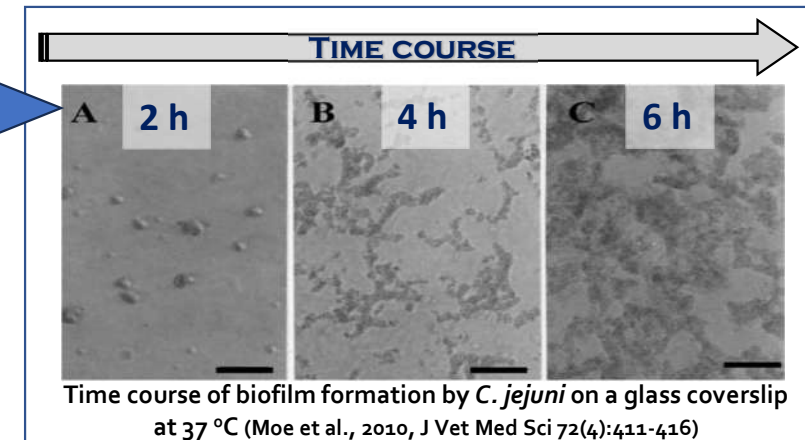 TIME COURSE
A 2 h B 4 h C 6 h
Time course of biofilm formation by C. jejuni on a glass coverslip
at 37 ºC (Moe et al., 2010, J Vet Med Sci 72(4):411-416)